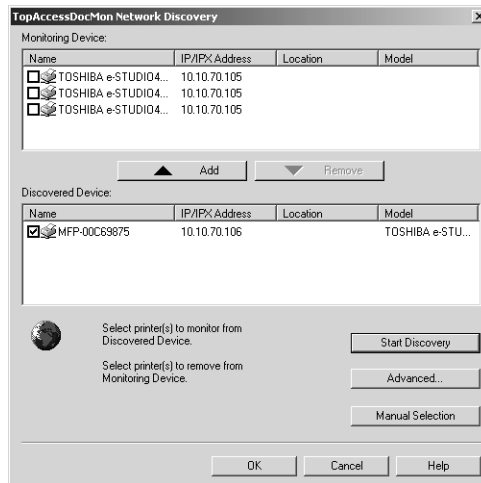 TopAccessDocMon Network Discovery
Monitoring Device:
Name IP/IPX Address Location Model
TOSHIBA e-STUDIO4... 10.10.70.105
TOSHIBA e-STUDIO4... 10.10.70.105
TOSHIBA e-STUDIO4... 10.10.70.105
Add Remove
Discovered Device:
Name IP/IPX Address Location Model
MFP-00C69875 10.10.70.106 TOSHIBA e-STU...
Select printer(s) to monitor from
Discovered Device.
Start Discovery
Select printer(s) to remove from
Monitoring Device.
Advanced...
Manual Selection
OK Cancel Help